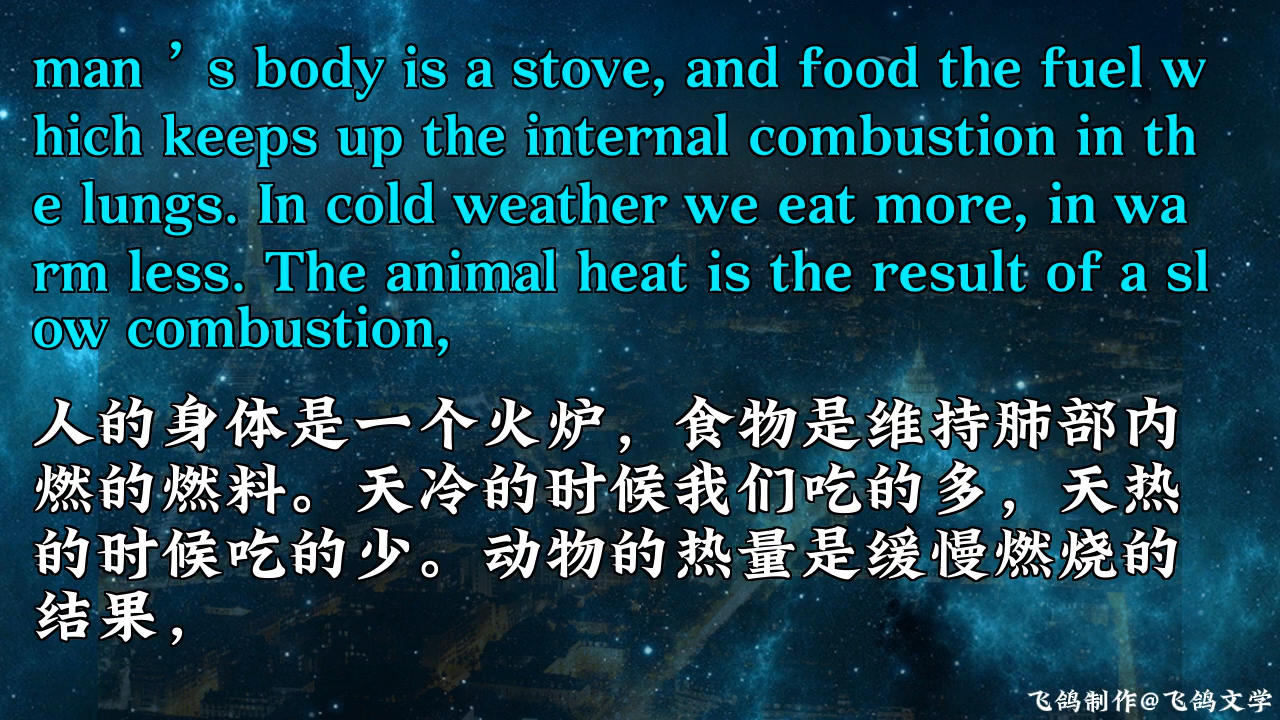 man ’ s body is a stove, and food the fuel w
hich keeps up the internal combustion in th
e lungs. In cold weather we eat more, in wa
rm less. The animal heat is the result of a sl
ow combustion,
人的身体是一个火炉，食物是维持肺部内
燃的燃料。天冷的时候我们吃的多，天热
的时候吃的少。动物的热量是缓慢燃烧的
结果，
飞鸽制作@飞鸽文学